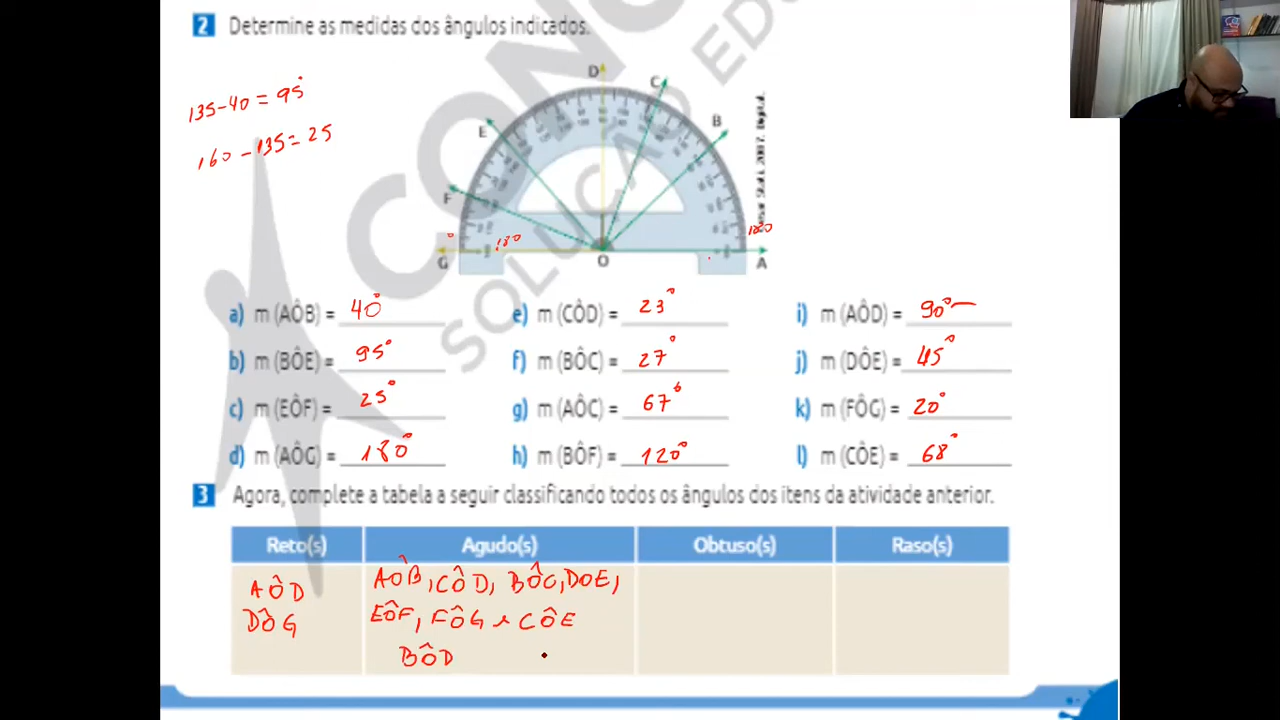 2 Determine as medidas dos ângulos indicados.
135-40 = 95°
160 - 135 = 25
D
C
B
E
F
G
O
A
°
180
180
a) m (AÔB) = 40°
b) m (BÔE) = 95°
c) m (EÔF) = 25°
d) m (AÔG) = 180°
e) m (CÔD) = 23°
f) m (BÔC) = 27°
g) m (AÔC) = 67°
h) m (BÔF) = 120°
i) m (AÔD) = 90°
j) m (DÔE) = 45°
k) m (FÔG) = 20°
l) m (CÔE) = 68°
3 Agora, complete a tabela a seguir classificando todos os ângulos dos itens da atividade anterior.
Reto(s) Agudo(s) Obtuso(s) Raso(s)
AÔD
DÔG
AÔB, CÔD, BÔC, DOE,
EÔF, FÔG e CÔE
BÔD
SOLUÇÃO